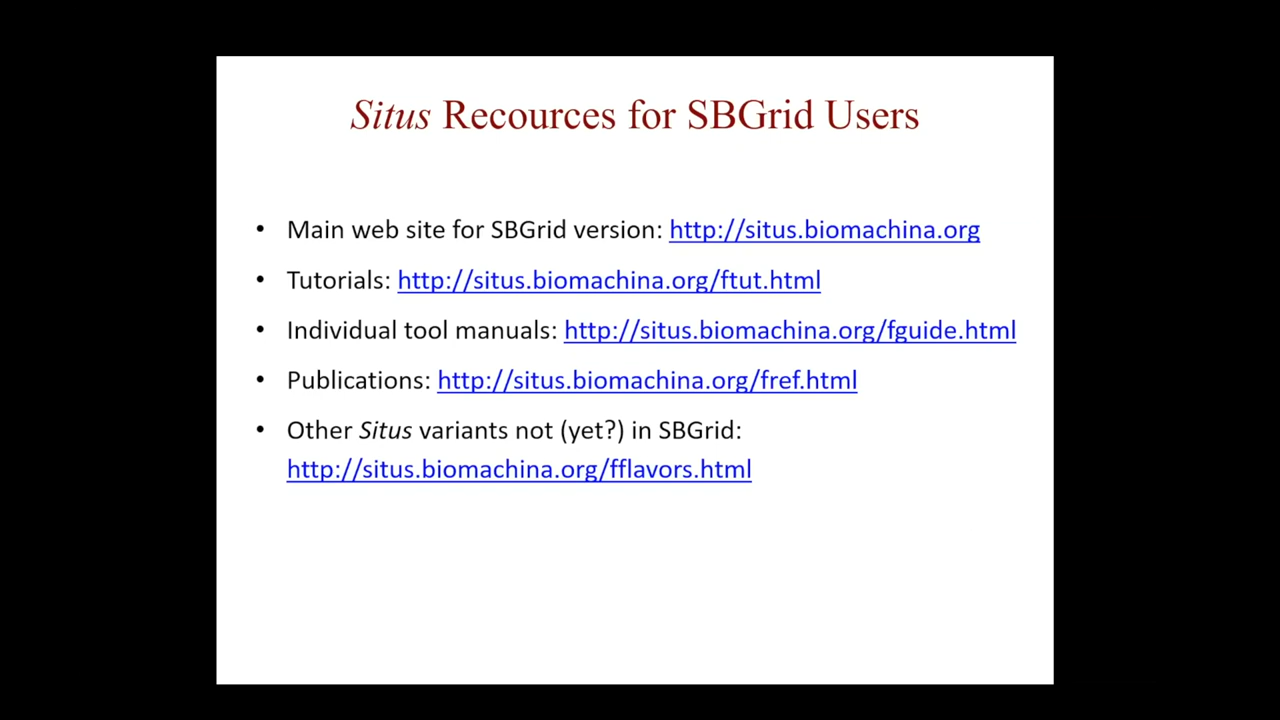 Situs Recources for SBGrid Users
• Main web site for SBGrid version: http://situs.biomachina.org
• Tutorials: http://situs.biomachina.org/ftut.html
• Individual tool manuals: http://situs.biomachina.org/fguide.html
• Publications: http://situs.biomachina.org/fref.html
• Other Situs variants not (yet?) in SBGrid:
http://situs.biomachina.org/fflavors.html